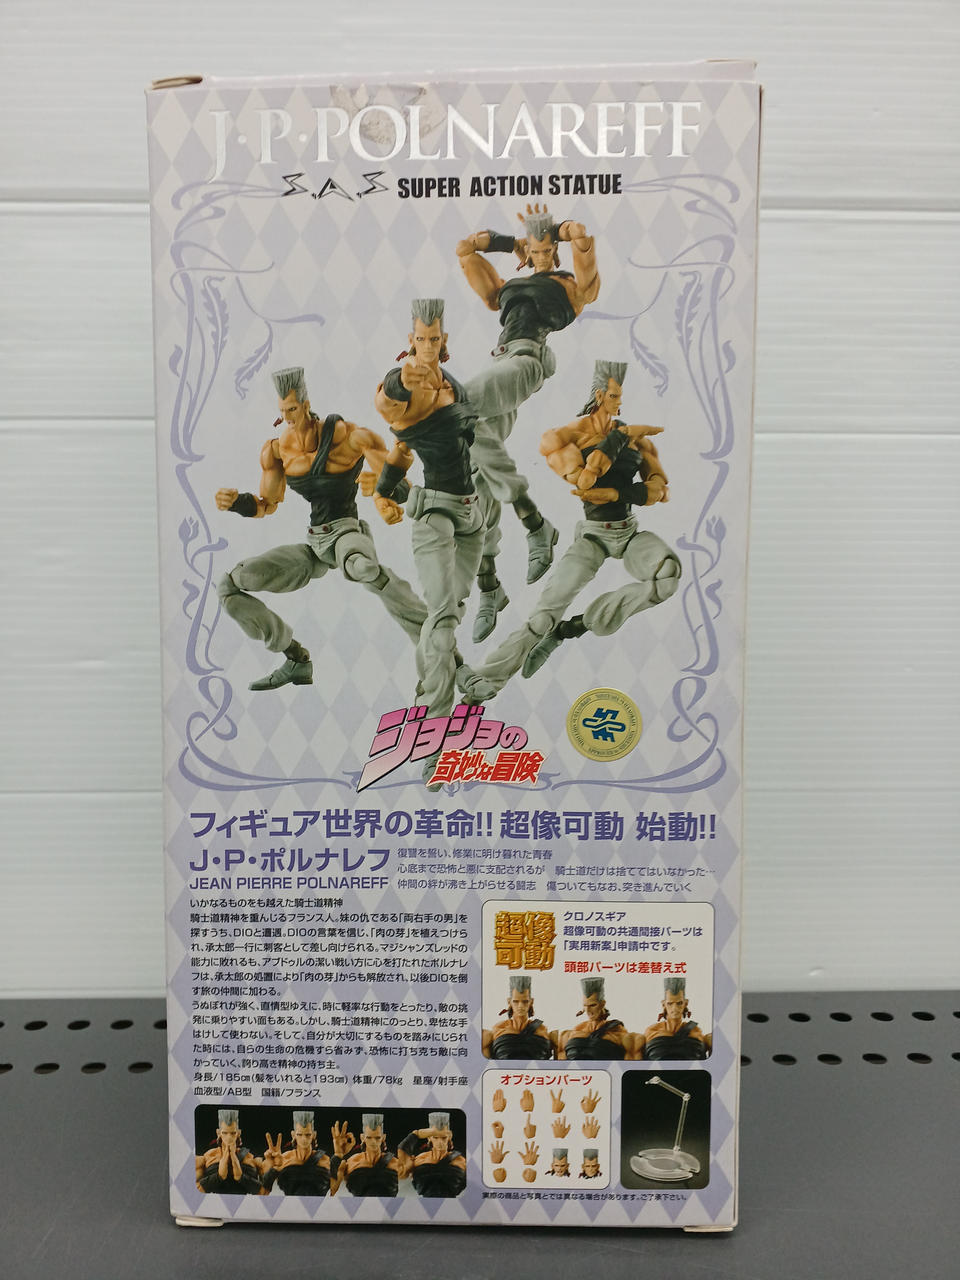 J・P・POLNAREFF
S.A.S SUPER ACTION STATUE
ジョジョの
奇妙な冒険
フィギュア世界の革命!! 超像可動 始動!!
J・P・ポルナレフ
JEAN PIERRE POLNAREFF
復讐を誓い、修業に明け暮れた青春
心底まで恐怖と悪に支配されるが 騎士道だけは捨ててはいなかった…
仲間の絆が沸き上がらせる闘志 傷ついてもなお、突き進んでいく
いかなるものをも越えた騎士道精神
騎士道精神を重んじるフランス人。妹の仇である「両右手の男」を
探すうち、DIOと遭遇。DIOの言葉を信じ、「肉の芽」を植えつけら
れ、承太郎一行に刺客として差し向けられる。マジシャンズレッドの
能力に敗れるも、アブドゥルの潔い戦い方に心を打たれたポルナレ
フは、承太郎の処置により「肉の芽」からも解放され、以後DIOを倒
す旅の仲間に加わる。
うぬぼれが強く、直情型ゆえに、時に軽率な行動をとったり、敵の挑
発に乗りやすい面もある。しかし、騎士道精神にのっとり、卑怯な手
はけして使わない。そして、自分が大切にするものを踏みにじられ
た時には、自らの生命の危機すら省みず、恐怖に打ち克ち敵に向
かっていく、誇り高き精神の持ち主。
身長/185cm(髪をいれると193cm) 体重/78kg 星座/射手座
血液型/AB型 国籍/フランス
超像
可動
クロノスギア
超像可動の共通間接パーツは
「実用新案」申請中です。
頭部パーツは差替え式
オプションパーツ
実際の商品と写真とでは異なる場合があります。ご了承下さい。